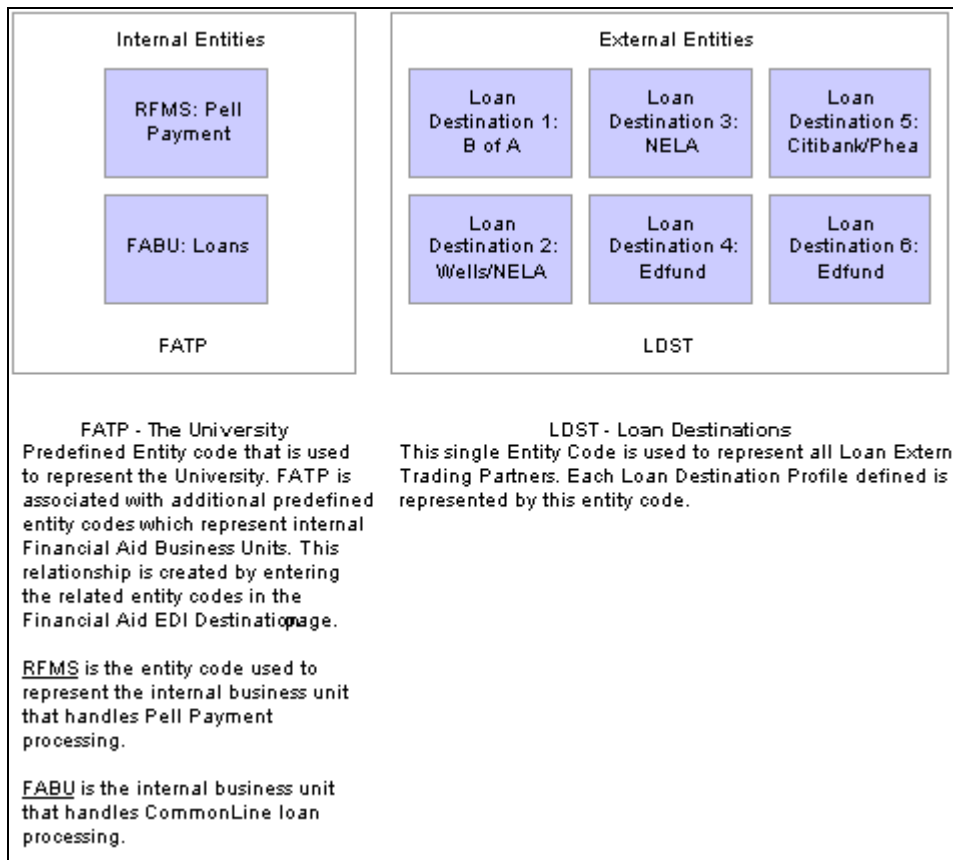 Internal Entities
RFMS: Pell
Payment
FABU: Loans
FATP
External Entities
Loan
Destination 1:
B of A
Loan
Destination 3:
NELA
Loan
Destination 5:
Citibank/Phea
Loan
Destination 2:
Wells/NELA
Loan
Destination 4:
Edfund
Loan
Destination 6:
Edfund
LDST
FATP - The University
Predefined Entity code that is used
to represent the University. FATP is
associated with additional predefined
entity codes which represent internal
Financial Aid Business Units. This
relationship is created by entering
the related entity codes in the
Financial Aid EDI Destination page.
RFMS is the entity code used to
represent the internal business unit
that handles Pell Payment
processing.
FABU is the internal business unit
that handles CommonLine loan
processing.
LDST - Loan Destinations
This single Entity Code is used to represent all Loan Extern
Trading Partners. Each Loan Destination Profile defined is
represented by this entity code.